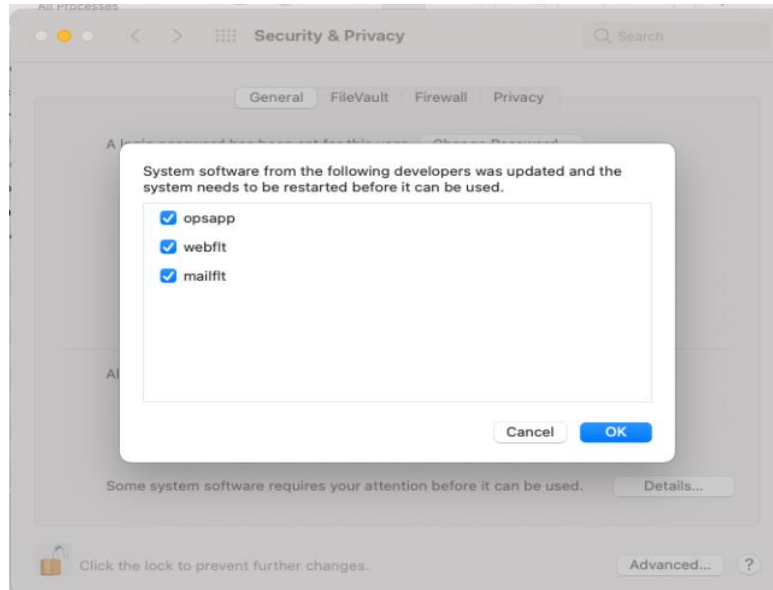 All Processes
Security & Privacy
Search
General FileVault Firewall Privacy
System software from the following developers was updated and the
system needs to be restarted before it can be used.
opsapp
webflt
mailflt
Cancel OK
Some system software requires your attention before it can be used. Details...
Click the lock to prevent further changes. Advanced... ?